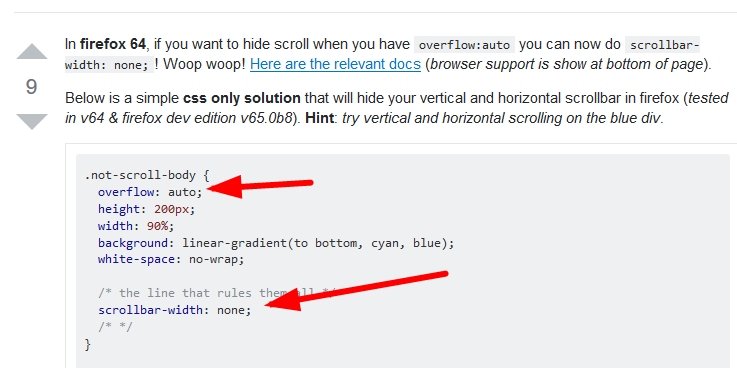 In firefox 64, if you want to hide scroll when you have overflow:auto you can now do scrollbar-
width: none; ! Woop woop! Here are the relevant docs (browser support is show at bottom of page).
9
Below is a simple css only solution that will hide your vertical and horizontal scrollbar in firefox (tested
in v64 & firefox dev edition v65.0b8). Hint: try vertical and horizontal scrolling on the blue div.
.not-scroll-body {
overflow: auto;
height: 200px;
width: 90%;
background: linear-gradient(to bottom, cyan, blue);
white-space: no-wrap;
/* the line that rules them all */
scrollbar-width: none;
/* */
}